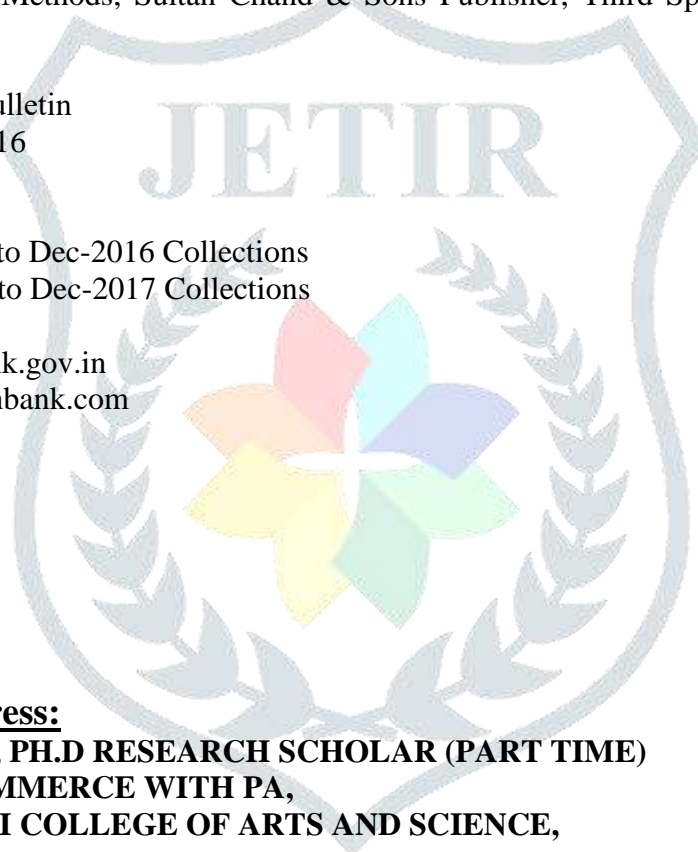 Methods, Sultan Chand & Sons Publisher, Third Sp
ulletin
16
JETIR
to Dec-2016 Collections
to Dec-2017 Collections
k.gov.in
nbank.com
ress:
, PH.D RESEARCH SCHOLAR (PART TIME)
MMERCE WITH PA,
I COLLEGE OF ARTS AND SCIENCE,